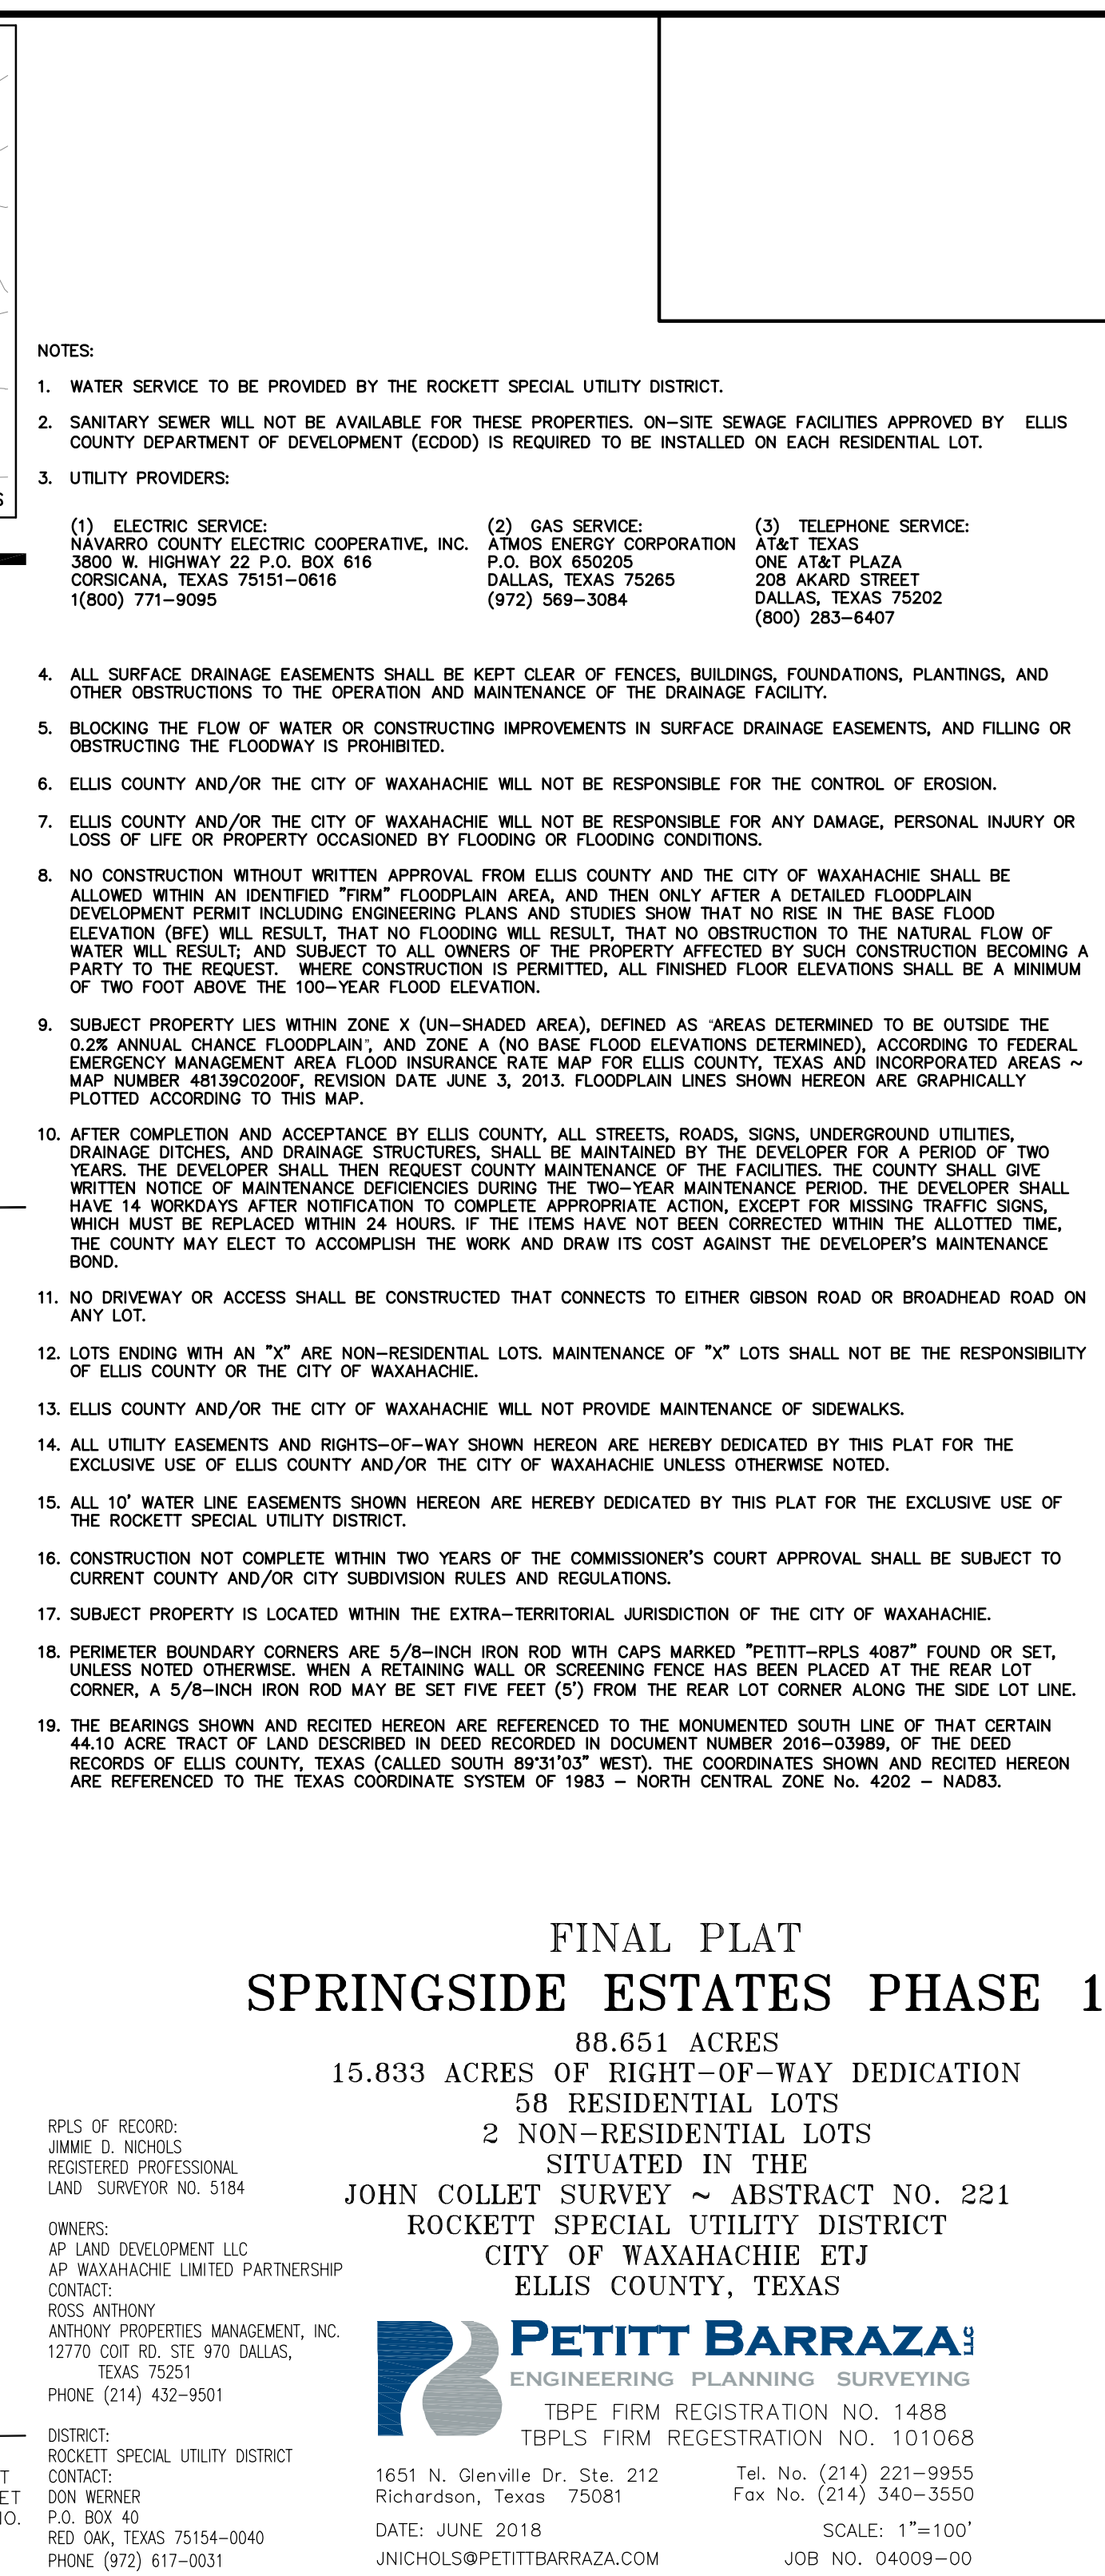 NOTES:
1. WATER SERVICE TO BE PROVIDED BY THE ROCKETT SPECIAL UTILITY DISTRICT.
2. SANITARY SEWER WILL NOT BE AVAILABLE FOR THESE PROPERTIES. ON-SITE SEWAGE FACILITIES APPROVED BY ELLIS
COUNTY DEPARTMENT OF DEVELOPMENT (ECDOD) IS REQUIRED TO BE INSTALLED ON EACH RESIDENTIAL LOT.
3. UTILITY PROVIDERS:
(1) ELECTRIC SERVICE:
NAVARRO COUNTY ELECTRIC COOPERATIVE, INC.
3800 W. HIGHWAY 22 P.O. BOX 616
CORSICANA, TEXAS 75151-0616
1(800) 771-9095
(2) GAS SERVICE:
ATMOS ENERGY CORPORATION
P.O. BOX 650205
DALLAS, TEXAS 75265
(972) 569-3084
(3) TELEPHONE SERVICE:
AT&T TEXAS
ONE AT&T PLAZA
208 AKARD STREET
DALLAS, TEXAS 75202
(800) 283-6407
4. ALL SURFACE DRAINAGE EASEMENTS SHALL BE KEPT CLEAR OF FENCES, BUILDINGS, FOUNDATIONS, PLANTINGS, AND
OTHER OBSTRUCTIONS TO THE OPERATION AND MAINTENANCE OF THE DRAINAGE FACILITY.
5. BLOCKING THE FLOW OF WATER OR CONSTRUCTING IMPROVEMENTS IN SURFACE DRAINAGE EASEMENTS, AND FILLING OR
OBSTRUCTING THE FLOODWAY IS PROHIBITED.
6. ELLIS COUNTY AND/OR THE CITY OF WAXAHACHIE WILL NOT BE RESPONSIBLE FOR THE CONTROL OF EROSION.
7. ELLIS COUNTY AND/OR THE CITY OF WAXAHACHIE WILL NOT BE RESPONSIBLE FOR ANY DAMAGE, PERSONAL INJURY OR
LOSS OF LIFE OR PROPERTY OCCASIONED BY FLOODING OR FLOODING CONDITIONS.
8. NO CONSTRUCTION WITHOUT WRITTEN APPROVAL FROM ELLIS COUNTY AND THE CITY OF WAXAHACHIE SHALL BE
ALLOWED WITHIN AN IDENTIFIED "FIRM" FLOODPLAIN AREA, AND THEN ONLY AFTER A DETAILED FLOODPLAIN
DEVELOPMENT PERMIT INCLUDING ENGINEERING PLANS AND STUDIES SHOW THAT NO RISE IN THE BASE FLOOD
ELEVATION (BFE) WILL RESULT, THAT NO FLOODING WILL RESULT, THAT NO OBSTRUCTION TO THE NATURAL FLOW OF
WATER WILL RESULT; AND SUBJECT TO ALL OWNERS OF THE PROPERTY AFFECTED BY SUCH CONSTRUCTION BECOMING A
PARTY TO THE REQUEST. WHERE CONSTRUCTION IS PERMITTED, ALL FINISHED FLOOR ELEVATIONS SHALL BE A MINIMUM
OF TWO FOOT ABOVE THE 100-YEAR FLOOD ELEVATION.
9. SUBJECT PROPERTY LIES WITHIN ZONE X (UN-SHADED AREA), DEFINED AS "AREAS DETERMINED TO BE OUTSIDE THE
0.2% ANNUAL CHANCE FLOODPLAIN", AND ZONE A (NO BASE FLOOD ELEVATIONS DETERMINED), ACCORDING TO FEDERAL
EMERGENCY MANAGEMENT AREA FLOOD INSURANCE RATE MAP FOR ELLIS COUNTY, TEXAS AND INCORPORATED AREAS ~
MAP NUMBER 48139C0200F, REVISION DATE JUNE 3, 2013. FLOODPLAIN LINES SHOWN HEREON ARE GRAPHICALLY
PLOTTED ACCORDING TO THIS MAP.
10. AFTER COMPLETION AND ACCEPTANCE BY ELLIS COUNTY, ALL STREETS, ROADS, SIGNS, UNDERGROUND UTILITIES,
DRAINAGE DITCHES, AND DRAINAGE STRUCTURES, SHALL BE MAINTAINED BY THE DEVELOPER FOR A PERIOD OF TWO
YEARS. THE DEVELOPER SHALL THEN REQUEST COUNTY MAINTENANCE OF THE FACILITIES. THE COUNTY SHALL GIVE
WRITTEN NOTICE OF MAINTENANCE DEFICIENCIES DURING THE TWO-YEAR MAINTENANCE PERIOD. THE DEVELOPER SHALL
HAVE 14 WORKDAYS AFTER NOTIFICATION TO COMPLETE APPROPRIATE ACTION, EXCEPT FOR MISSING TRAFFIC SIGNS,
WHICH MUST BE REPLACED WITHIN 24 HOURS. IF THE ITEMS HAVE NOT BEEN CORRECTED WITHIN THE ALLOTTED TIME,
THE COUNTY MAY ELECT TO ACCOMPLISH THE WORK AND DRAW ITS COST AGAINST THE DEVELOPER'S MAINTENANCE
BOND.
11. NO DRIVEWAY OR ACCESS SHALL BE CONSTRUCTED THAT CONNECTS TO EITHER GIBSON ROAD OR BROADHEAD ROAD ON
ANY LOT.
12. LOTS ENDING WITH AN "X" ARE NON-RESIDENTIAL LOTS. MAINTENANCE OF "X" LOTS SHALL NOT BE THE RESPONSIBILITY
OF ELLIS COUNTY OR THE CITY OF WAXAHACHIE.
13. ELLIS COUNTY AND/OR THE CITY OF WAXAHACHIE WILL NOT PROVIDE MAINTENANCE OF SIDEWALKS.
14. ALL UTILITY EASEMENTS AND RIGHTS-OF-WAY SHOWN HEREON ARE HEREBY DEDICATED BY THIS PLAT FOR THE
EXCLUSIVE USE OF ELLIS COUNTY AND/OR THE CITY OF WAXAHACHIE UNLESS OTHERWISE NOTED.
15. ALL 10' WATER LINE EASEMENTS SHOWN HEREON ARE HEREBY DEDICATED BY THIS PLAT FOR THE EXCLUSIVE USE OF
THE ROCKETT SPECIAL UTILITY DISTRICT.
16. CONSTRUCTION NOT COMPLETE WITHIN TWO YEARS OF THE COMMISSIONER'S COURT APPROVAL SHALL BE SUBJECT TO
CURRENT COUNTY AND/OR CITY SUBDIVISION RULES AND REGULATIONS.
17. SUBJECT PROPERTY IS LOCATED WITHIN THE EXTRA-TERRITORIAL JURISDICTION OF THE CITY OF WAXAHACHIE.
18. PERIMETER BOUNDARY CORNERS ARE 5/8-INCH IRON ROD WITH CAPS MARKED "PETITT-RPLS 4087" FOUND OR SET,
UNLESS NOTED OTHERWISE. WHEN A RETAINING WALL OR SCREENING FENCE HAS BEEN PLACED AT THE REAR LOT
CORNER, A 5/8-INCH IRON ROD MAY BE SET FIVE FEET (5') FROM THE REAR LOT CORNER ALONG THE SIDE LOT LINE.
19. THE BEARINGS SHOWN AND RECITED HEREON ARE REFERENCED TO THE MONUMENTED SOUTH LINE OF THAT CERTAIN
44.10 ACRE TRACT OF LAND DESCRIBED IN DEED RECORDED IN DOCUMENT NUMBER 2016-03989, OF THE DEED
RECORDS OF ELLIS COUNTY, TEXAS (CALLED SOUTH 89°31'03" WEST). THE COORDINATES SHOWN AND RECITED HEREON
ARE REFERENCED TO THE TEXAS COORDINATE SYSTEM OF 1983 - NORTH CENTRAL ZONE No. 4202 - NAD83.
FINAL PLAT
SPRINGSIDE ESTATES PHASE 1
88.651 ACRES
15.833 ACRES OF RIGHT-OF-WAY DEDICATION
58 RESIDENTIAL LOTS
2 NON-RESIDENTIAL LOTS
SITUATED IN THE
JOHN COLLET SURVEY ~ ABSTRACT NO. 221
ROCKETT SPECIAL UTILITY DISTRICT
CITY OF WAXAHACHIE ETJ
ELLIS COUNTY, TEXAS
RPLS OF RECORD:
JIMMIE D. NICHOLS
REGISTERED PROFESSIONAL
LAND SURVEYOR NO. 5184
OWNERS:
AP LAND DEVELOPMENT LLC
AP WAXAHACHIE LIMITED PARTNERSHIP
CONTACT:
ROSS ANTHONY
ANTHONY PROPERTIES MANAGEMENT, INC.
12770 COIT RD. STE 970 DALLAS,
TEXAS 75251
PHONE (214) 432-9501
DISTRICT:
ROCKETT SPECIAL UTILITY DISTRICT
CONTACT:
DON WERNER
P.O. BOX 40
RED OAK, TEXAS 75154-0040
PHONE (972) 617-0031
PETITT BARRAZA LLC
ENGINEERING PLANNING SURVEYING
TBPE FIRM REGISTRATION NO. 1488
TBPLS FIRM REGESTRATION NO. 101068
1651 N. Glenville Dr. Ste. 212
Richardson, Texas 75081
Tel. No. (214) 221-9955
Fax No. (214) 340-3550
DATE: JUNE 2018
SCALE: 1"=100'
JNICHOLS@PETITTBARRAZA.COM
JOB NO. 04009-00